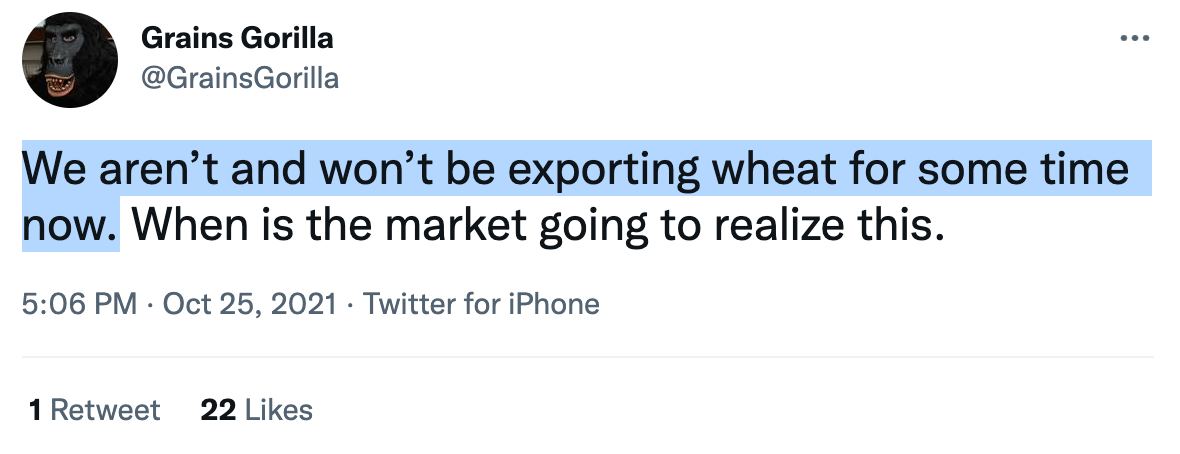 Grains Gorilla
@GrainsGorilla
We aren’t and won’t be exporting wheat for some time
now. When is the market going to realize this.
5:06 PM · Oct 25, 2021 · Twitter for iPhone
1 Retweet 22 Likes